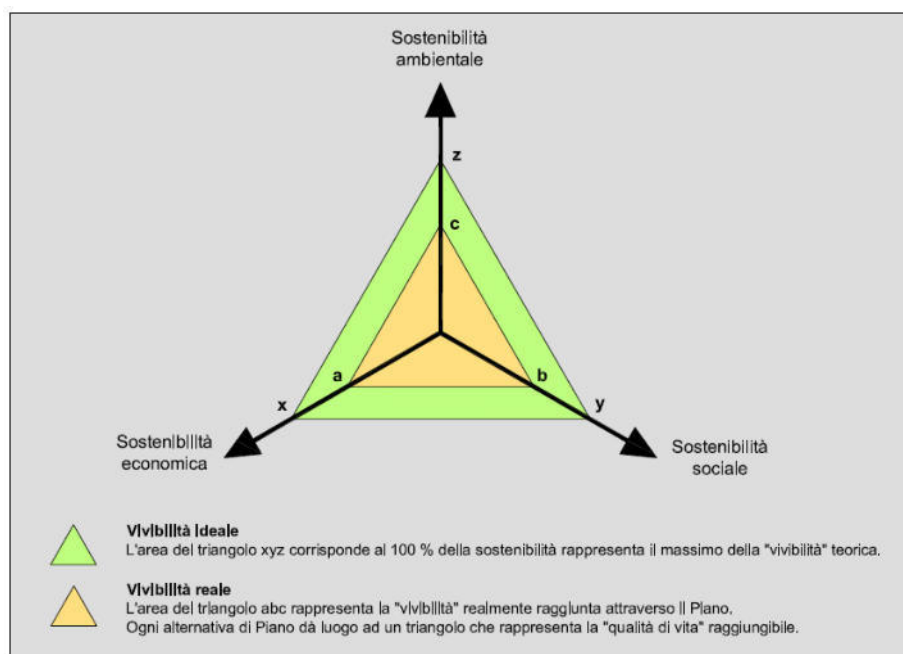 Sostenibilità
ambientale
z
c
a
b
x
y
Sostenibilità
economica
Sostenibilità
sociale
Vivibilità ideale
L'area del triangolo xyz corrisponde al 100 % della sostenibilità rappresenta il massimo della "vivibilità" teorica.
Vivibilità reale
L'area del triangolo abc rappresenta la "vivibilità" realmente raggiunta attraverso il Piano.
Ogni alternativa di Piano dà luogo ad un triangolo che rappresenta la "qualità di vita" raggiungibile.